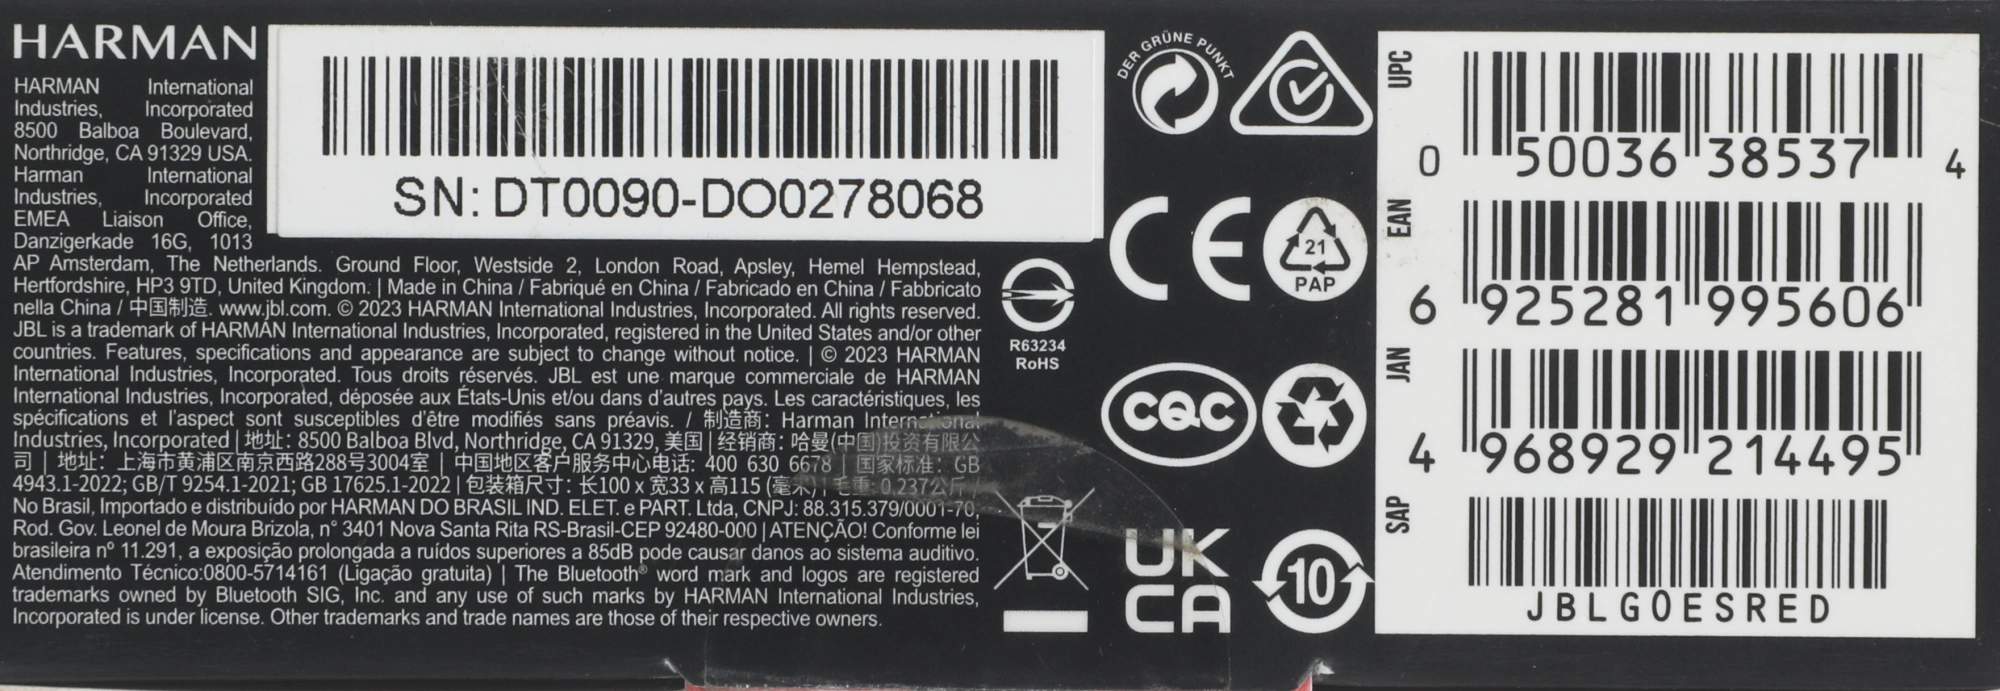 HARMAN
HARMAN International
Industries, Incorporated
8500 Balboa Boulevard,
Northridge, CA 91329 USA.
Harman International
Industries, Incorporated
EMEA Liaison Office,
Danzigerkade 16G, 1013
AP Amsterdam, The Netherlands. Ground Floor, Westside 2, London Road, Apsley, Hemel Hempstead,
Hertfordshire, HP3 9TD, United Kingdom. | Made in China / Fabriqué en China / Fabricado en China / Fabbricato
nella China / 中国制造. www.jbl.com. © 2023 HARMAN International Industries, Incorporated. All rights reserved.
JBL is a trademark of HARMAN International Industries, Incorporated, registered in the United States and/or other
countries. Features, specifications and appearance are subject to change without notice. | © 2023 HARMAN
International Industries, Incorporated. Tous droits réservés. JBL est une marque commerciale de HARMAN
International Industries, Incorporated, déposée aux États-Unis et/ou dans d'autres pays. Les caractéristiques, les
spécifications et l'aspect sont susceptibles d'être modifiés sans préavis. / 制造商: Harman International
Industries, Incorporated | 地址: 8500 Balboa Blvd, Northridge, CA 91329, 美国 | 经销商: 哈曼(中国)投资有限公
司 | 地址: 上海市黄浦区南京西路288号3004室 | 中国地区客户服务中心电话: 400 630 6678 | 国家标准: GB
4943.1-2022; GB/T 9254.1-2021; GB 17625.1-2022 | 包装箱尺寸: 长100 x 宽33 x 高115 (毫米) | 毛重: 0.237公斤 /
No Brasil, Importado e distribuído por HARMAN DO BRASIL IND. ELET. e PART. Ltda, CNPJ: 88.315.379/0001-70,
Rod. Gov. Leonel de Moura Brizola, n° 3401 Nova Santa Rita RS-Brasil-CEP 92480-000 | ATENÇÃO! Conforme lei
brasileira nº 11.291, a exposição prolongada a ruídos superiores a 85dB pode causar danos ao sistema auditivo.
Atendimento Técnico:0800-5714161 (Ligação gratuita) | The Bluetooth® word mark and logos are registered
trademarks owned by Bluetooth SIG, Inc. and any use of such marks by HARMAN International Industries,
Incorporated is under license. Other trademarks and trade names are those of their respective owners.
SN: DT0090-DO0278068
R63234
RoHS
DER GRÜNE PUNKT
CE
21
PAP
CQC
UK
CA
10
UPC
0 50036 38537 4
EAN
6 925281 995606
JAN
4 968929 214495
SAP
JBLGOESRED